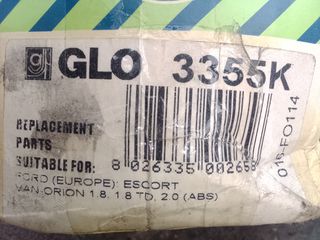 GLO 3355K
REPLACEMENT
PARTS
SUITABLE FOR:
8 026335 002658
FORD (EUROPE): ESCORT
VAN,ORION 1.8, 1.8 TD, 2.0 (ABS)
016-FO114